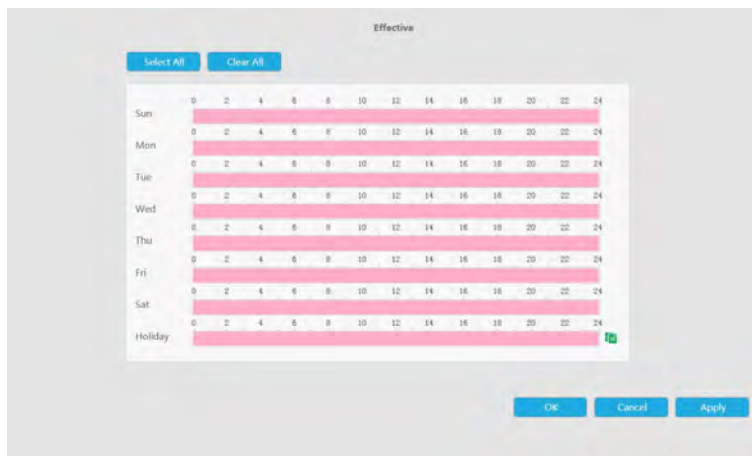 Effective
Select All Clear All
0 2 4 6 8 10 12 14 16 18 20 22 24
Sun
0 2 4 6 8 10 12 14 16 18 20 22 24
Mon
0 2 4 6 8 10 12 14 16 18 20 22 24
Tue
0 2 4 6 8 10 12 14 16 18 20 22 24
Wed
0 2 4 6 8 10 12 14 16 18 20 22 24
Thu
0 2 4 6 8 10 12 14 16 18 20 22 24
Fri
0 2 4 6 8 10 12 14 16 18 20 22 24
Sat
0 2 4 6 8 10 12 14 16 18 20 22 24
Holiday
OK Cancel Apply